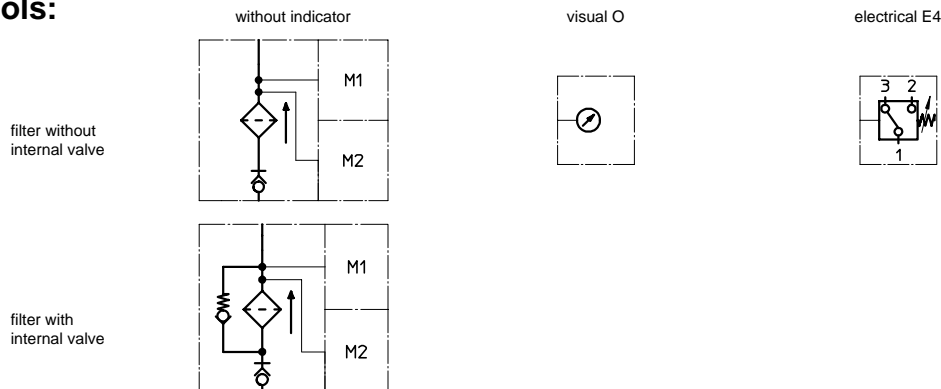 ols:
without indicator
visual O
electrical E4
filter without
internal valve
M1
M2
3 2
1
filter with
internal valve
M1
M2